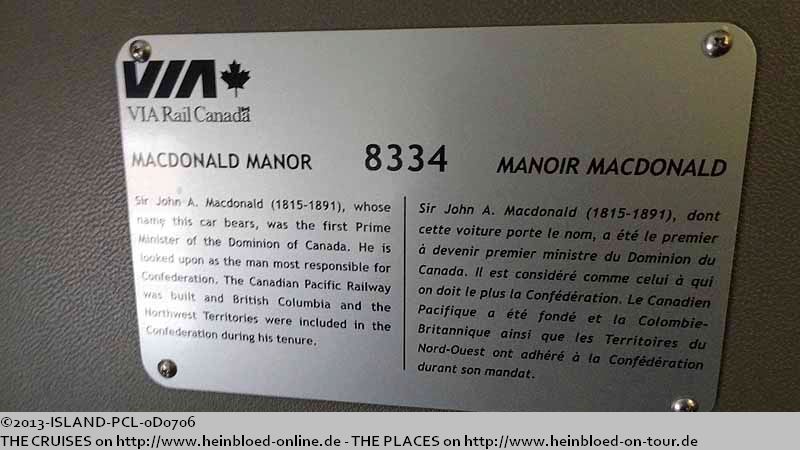 VIA
VIA Rail Canada
MACDONALD MANOR 8334 MANOIR MACDONALD
Sir John A. Macdonald (1815-1891), whose
name this car bears, was the first Prime
Minister of the Dominion of Canada. He is
looked upon as the man most responsible for
Confederation. The Canadian Pacific Railway
was built and British Columbia and the
Northwest Territories were included in the
Confederation during his tenure.
Sir John A. Macdonald (1815-1891), dont
cette voiture porte le nom, a été le premier
à devenir premier ministre du Dominion du
Canada. Il est considéré comme celui à qui
on doit le plus la Confédération. Le Canadien
Pacifique a été fondé et la Colombie-
Britannique ainsi que les Territoires du
Nord-Ouest ont adhéré à la Confédération
durant son mandat.
©2013-ISLAND-PCL-0D0706
THE CRUISES on http://www.heinbloed-online.de - THE PLACES on http://www.heinbloed-on-tour.de